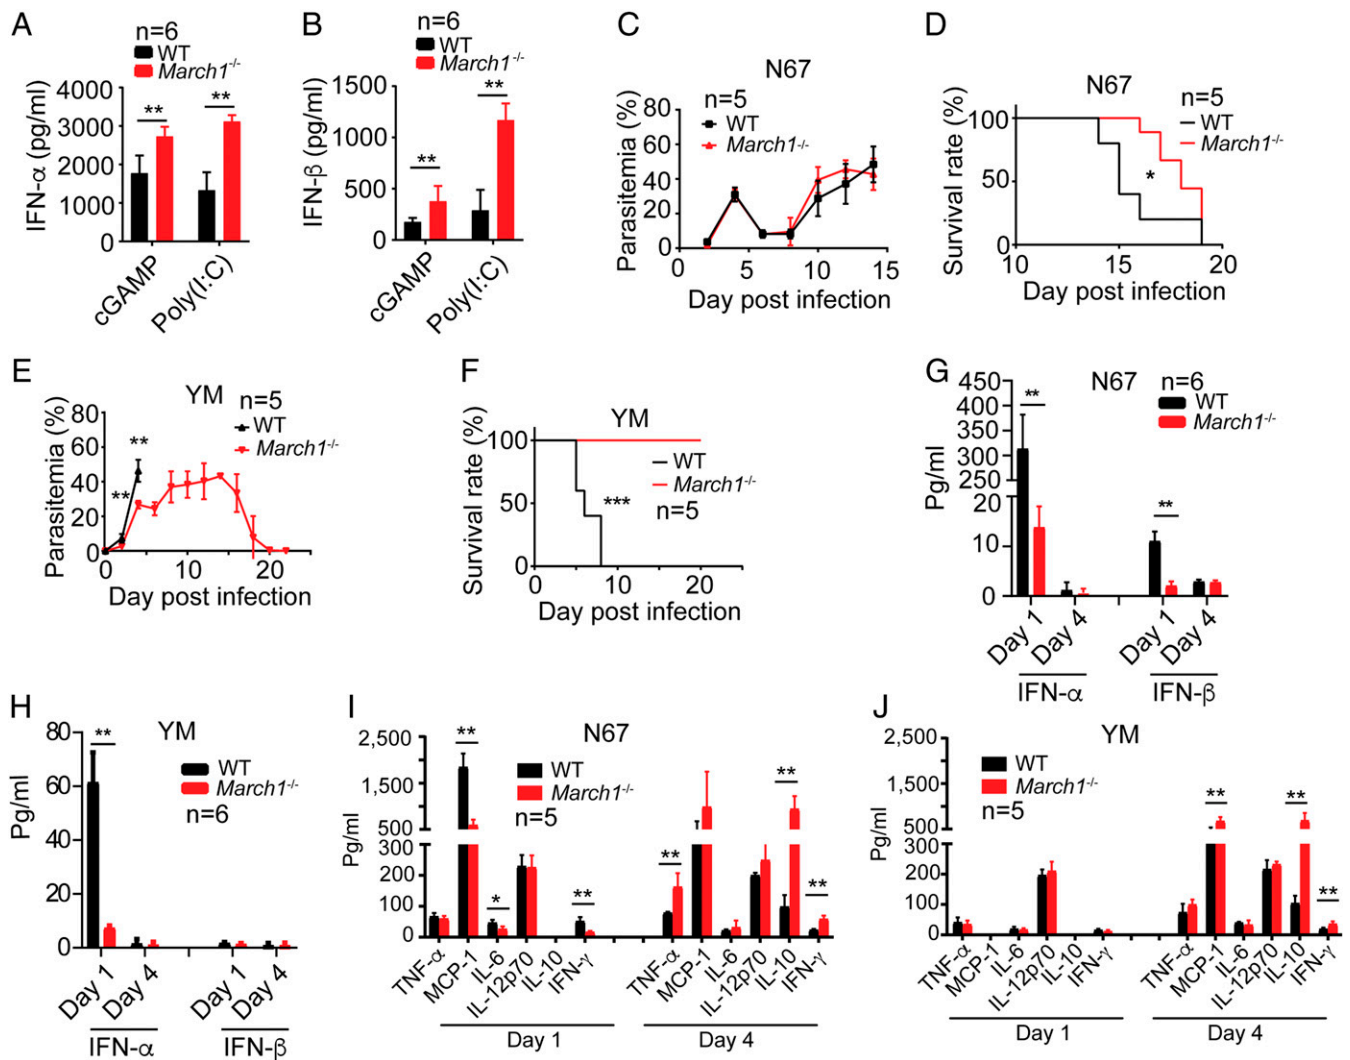 A
n=6
WT
March1-/-
IFN-α (pg/ml)
4000
3000
2000
1000
0
**
**
cGAMP
Poly(I:C)
B
n=6
WT
March1-/-
IFN-β (pg/ml)
1500
1000
500
0
**
**
cGAMP
Poly(I:C)
C
N67
n=5
WT
March1-/-
Parasitemia (%)
80
60
40
20
0
0 5 10 15
Day post infection
D
N67
n=5
WT
March1-/-
Survival rate (%)
100
50
0
*
10 15 20
Day post infection
E
YM
n=5
WT
March1-/-
Parasitemia (%)
80
60
40
20
0
**
**
0 10 20
Day post infection
F
YM
WT
March1-/-
n=5
Survival rate (%)
100
50
0
***
0 10 20
Day post infection
G
N67
n=6
WT
March1-/-
Pg/ml
450
400
350
300
20
10
0
**
**
Day 1
Day 4
Day 1
Day 4
IFN-α
IFN-β
H
YM
WT
March1-/-
n=6
Pg/ml
80
60
40
20
0
**
Day 1
Day 4
Day 1
Day 4
IFN-α
IFN-β
I
N67
WT
March1-/-
n=5
Pg/ml
2,500
1,500
500
300
200
100
0
**
*
**
**
**
**
TNF-α
MCP-1
IL-6
IL-12p70
IL-10
IFN-γ
TNF-α
MCP-1
IL-6
IL-12p70
IL-10
IFN-γ
Day 1
Day 4
J
YM
WT
March1-/-
n=5
Pg/ml
2,500
1,500
500
300
200
100
0
**
**
**
TNF-α
MCP-1
IL-6
IL-12p70
IL-10
IFN-γ
TNF-α
MCP-1
IL-6
IL-12p70
IL-10
IFN-γ
Day 1
Day 4